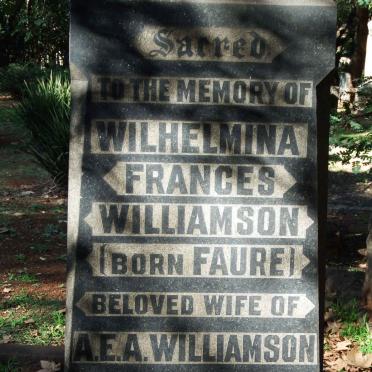 Sacred
TO THE MEMORY OF
WILHELMINA
FRANCES
WILLIAMSON
(BORN FAURE)
BELOVED WIFE OF
A.E.A. WILLIAMSON